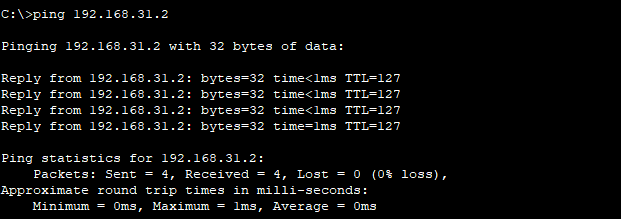 C:\>ping 192.168.31.2
Pinging 192.168.31.2 with 32 bytes of data:
Reply from 192.168.31.2: bytes=32 time<1ms TTL=127
Reply from 192.168.31.2: bytes=32 time<1ms TTL=127
Reply from 192.168.31.2: bytes=32 time<1ms TTL=127
Reply from 192.168.31.2: bytes=32 time=1ms TTL=127
Ping statistics for 192.168.31.2:
    Packets: Sent = 4, Received = 4, Lost = 0 (0% loss),
Approximate round trip times in milli-seconds:
    Minimum = 0ms, Maximum = 1ms, Average = 0ms